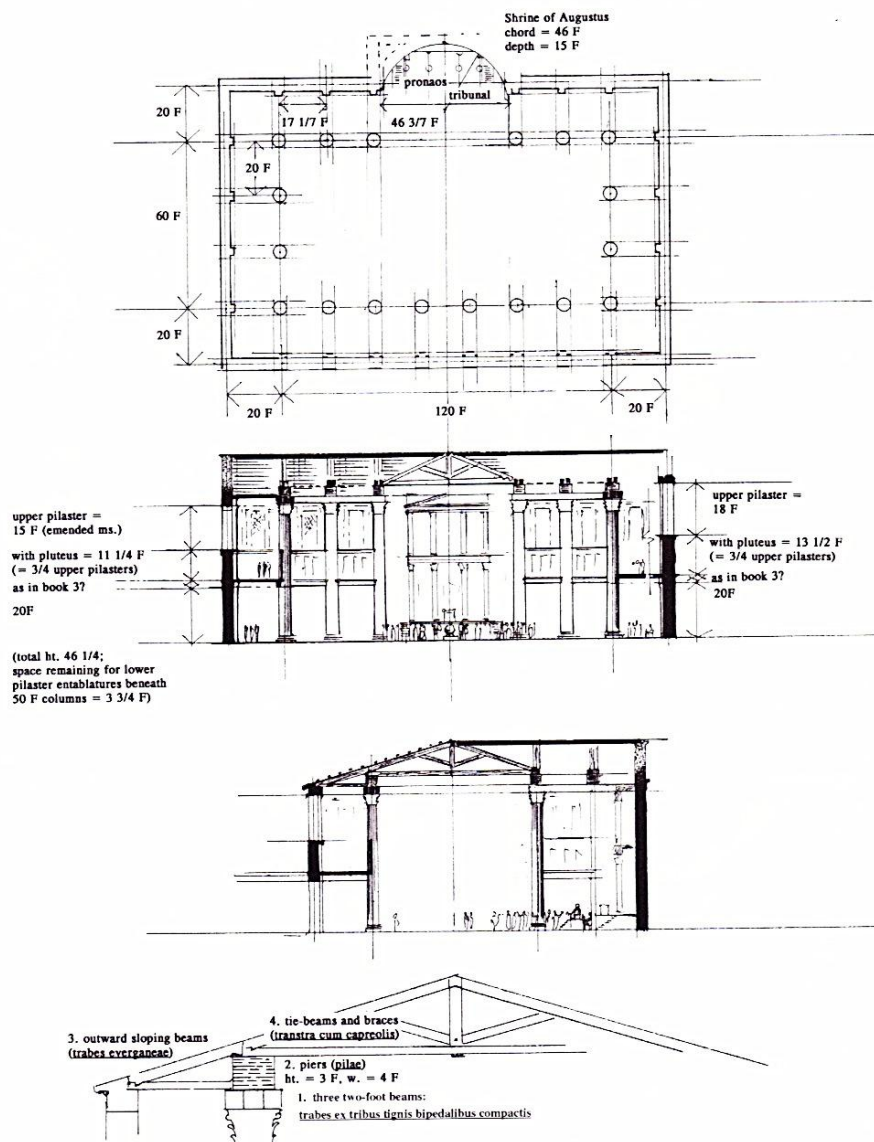 Shrine of Augustus
chord = 46 F
depth = 15 F
pronaos
tribunal
20 F
17 1/7 F
46 3/7 F
20 F
60 F
20 F
20 F
120 F
20 F
upper pilaster =
15 F (emended ms.)
with pluteus = 11 1/4 F
(= 3/4 upper pilasters)
as in book 3?
20F
(total ht. 46 1/4;
space remaining for lower
pilaster entablatures beneath
50 F columns = 3 3/4 F)
upper pilaster =
18 F
with pluteus = 13 1/2 F
(= 3/4 upper pilasters)
as in book 3?
20F
3. outward sloping beams
(trabes everganeae)
4. tie-beams and braces
(transtra cum capreolis)
2. piers (pilae)
ht. = 3 F, w. = 4 F
1. three two-foot beams:
trabes ex tribus tignis bipedalibus compactis